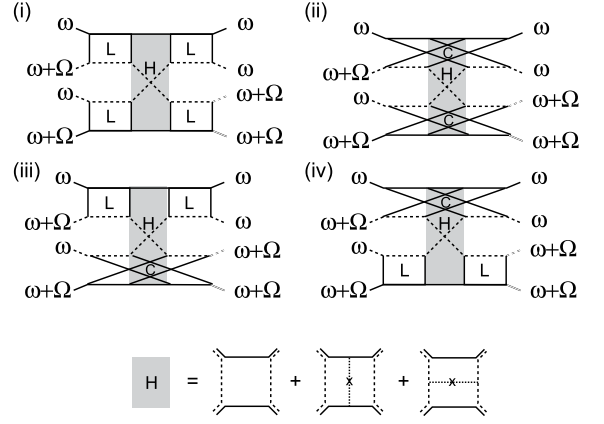 (i)
ω ω
L H L
ω+Ω ω
ω ω+Ω
L L
ω+Ω ω+Ω
(ii)
ω ω
C
ω+Ω H ω
ω ω+Ω
C
ω+Ω ω+Ω
(iii)
ω ω
L H L
ω+Ω ω
ω ω+Ω
C
ω+Ω ω+Ω
(iv)
ω ω
C
ω+Ω H ω
ω ω+Ω
L L
ω+Ω ω+Ω
H = + x + x